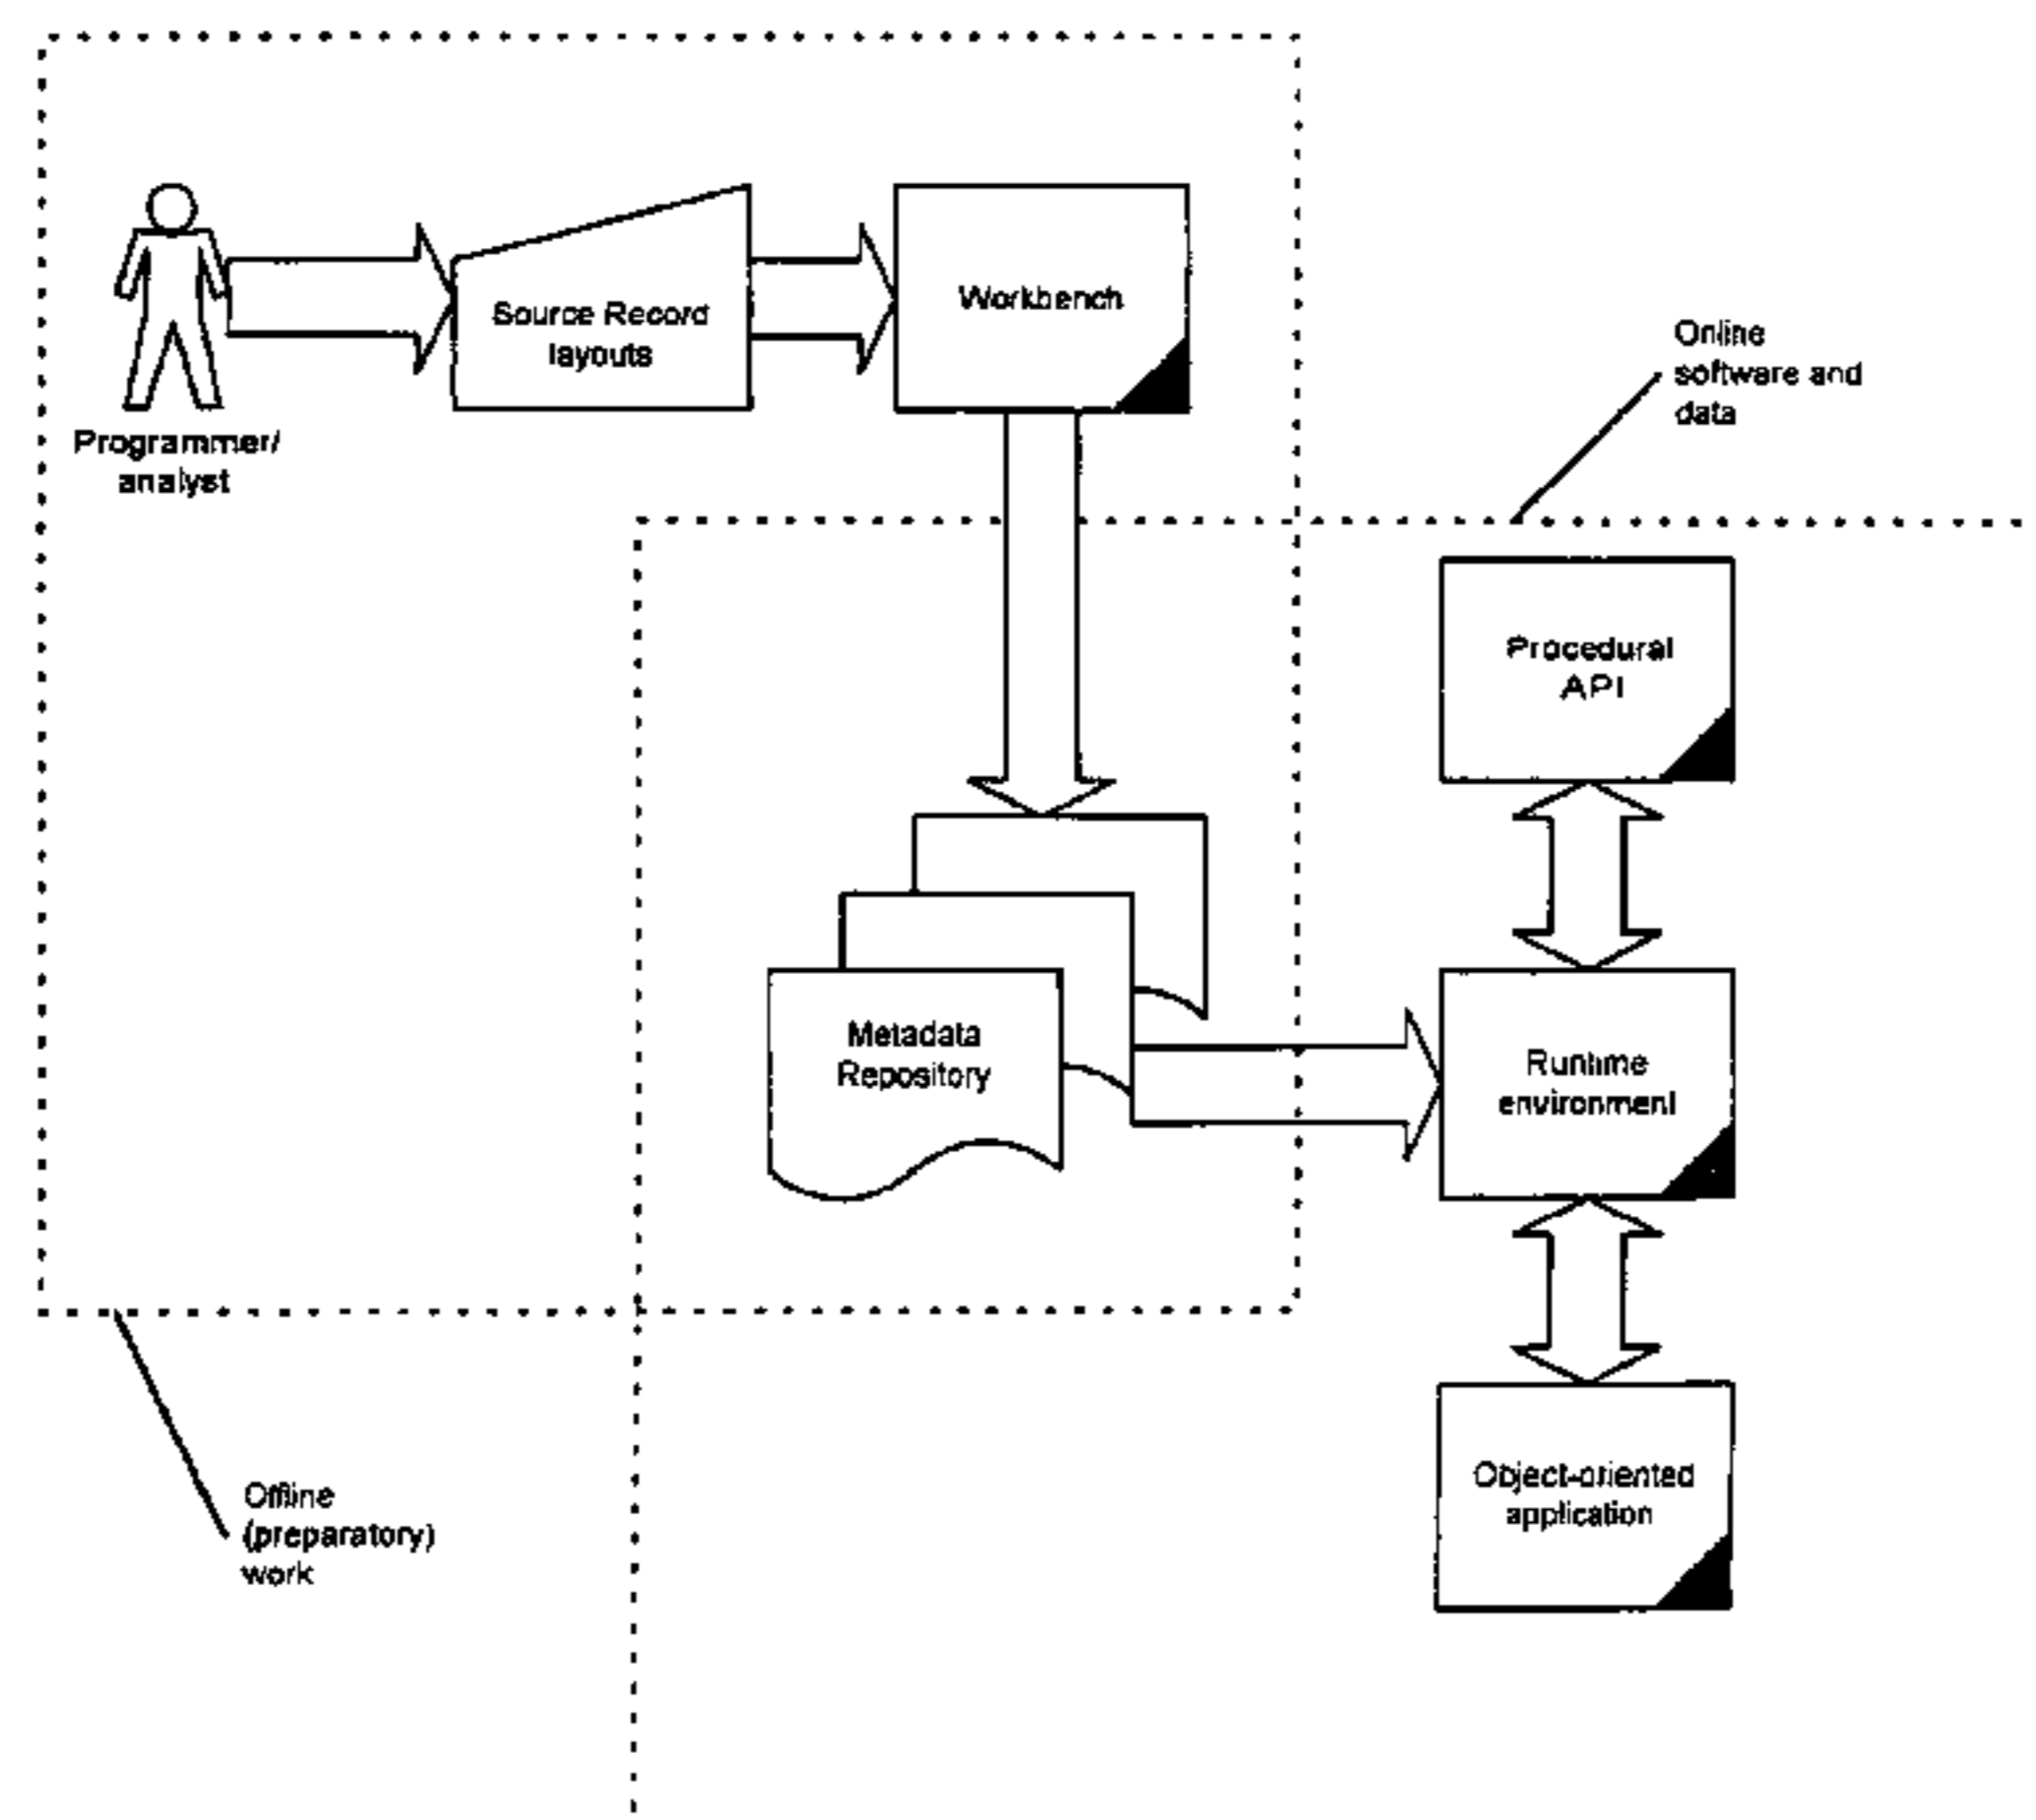 Source Record
layouts
Workbench
Programmer/
analyst
Online
software and
data
Procedural
API
Metadata
Repository
Runtime
environment
Object-oriented
application
Offline
(preparatory)
work